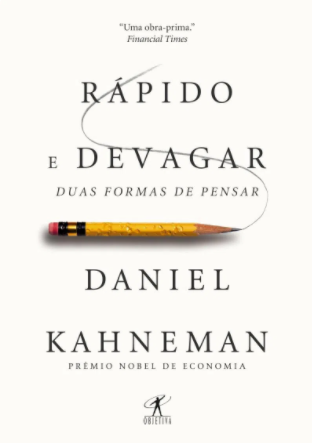 “Uma obra-prima.”
Financial Times
RÁPIDO
E DEVAGAR
DUAS FORMAS DE PENSAR
DANIEL
KAHNEMAN
PRÊMIO NOBEL DE ECONOMIA
OBJETIVA